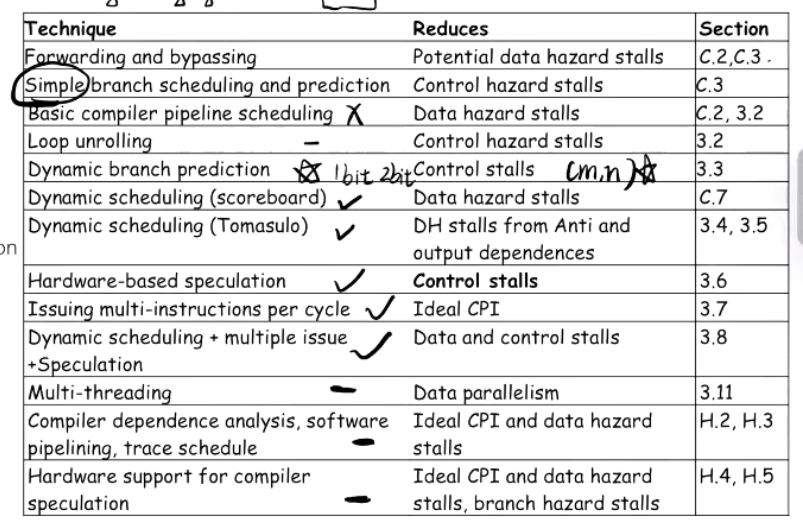 Technique Reduces Section
Forwarding and bypassing Potential data hazard stalls C.2,C.3
Simple branch scheduling and prediction Control hazard stalls C.3
Basic compiler pipeline scheduling X Data hazard stalls C.2, 3.2
Loop unrolling – Control hazard stalls 3.2
Dynamic branch prediction ☆ 1bit 2bit Control stalls (m,n) ☆ 3.3
Dynamic scheduling (scoreboard) ✓ Data hazard stalls C.7
Dynamic scheduling (Tomasulo) ✓ DH stalls from Anti and 3.4, 3.5
on
output dependences
Hardware-based speculation ✓ Control stalls 3.6
Issuing multi-instructions per cycle ✓ Ideal CPI 3.7
Dynamic scheduling + multiple issue ✓ Data and control stalls 3.8
+Speculation
Multi-threading – Data parallelism 3.11
Compiler dependence analysis, software Ideal CPI and data hazard H.2, H.3
pipelining, trace schedule – stalls
Hardware support for compiler Ideal CPI and data hazard H.4, H.5
speculation – stalls, branch hazard stalls